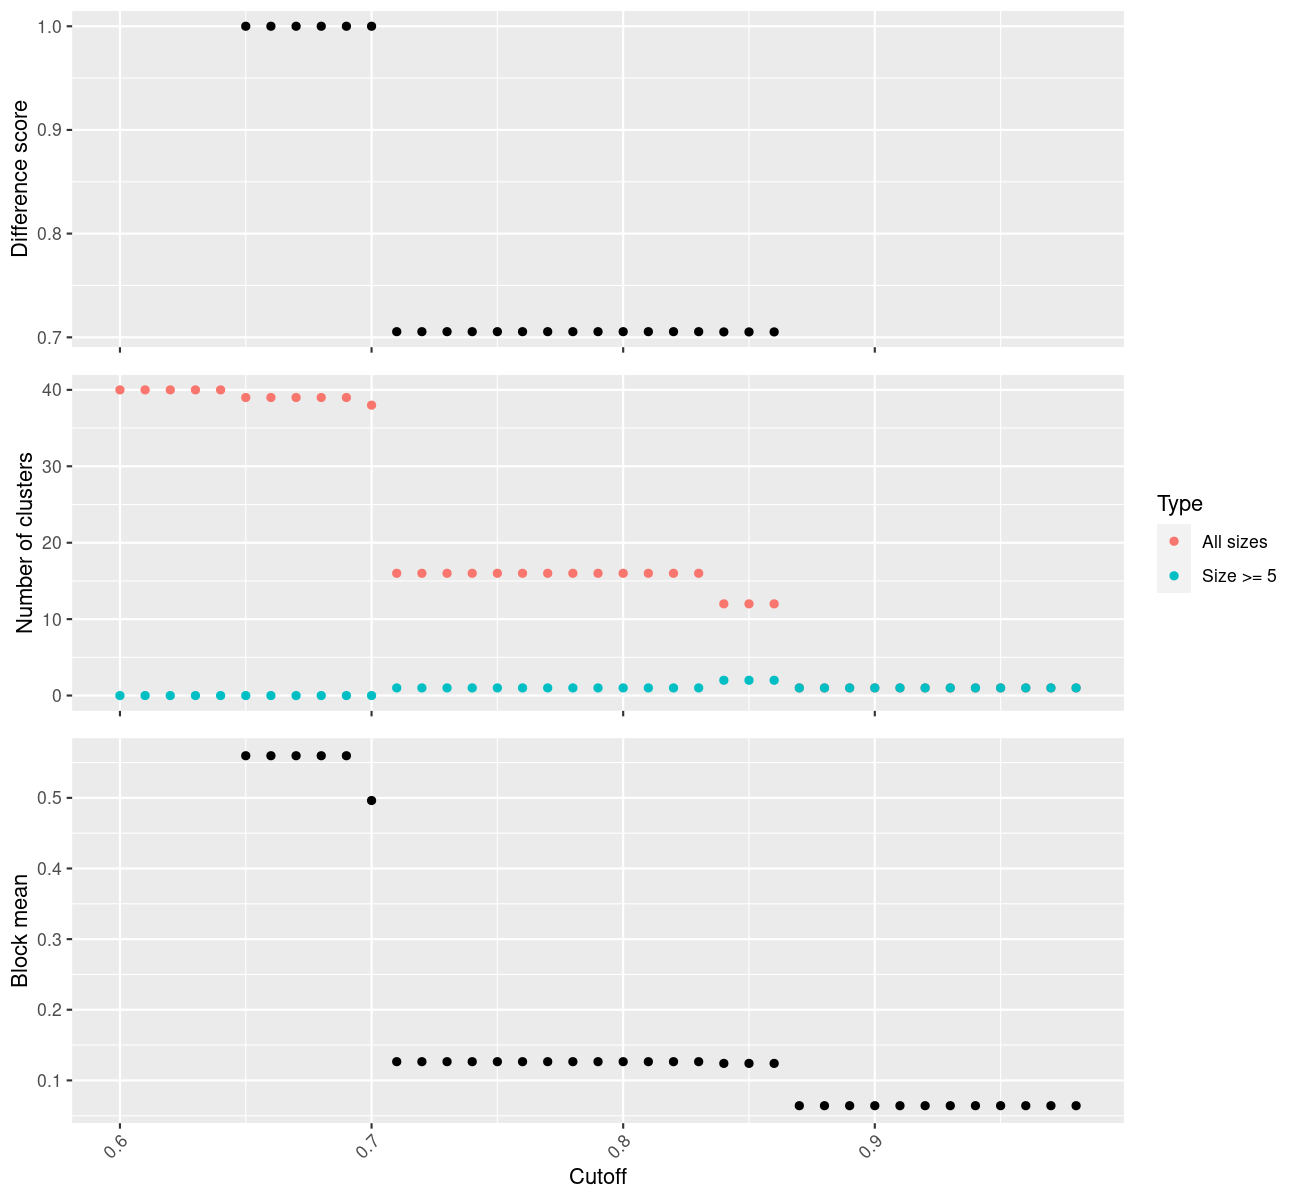 1.0
0.9
0.8
0.7
Difference score
40
30
20
10
0
Number of clusters
Type
All sizes
Size >= 5
0.5
0.4
0.3
0.2
0.1
Block mean
0.6 0.7 0.8 0.9
Cutoff